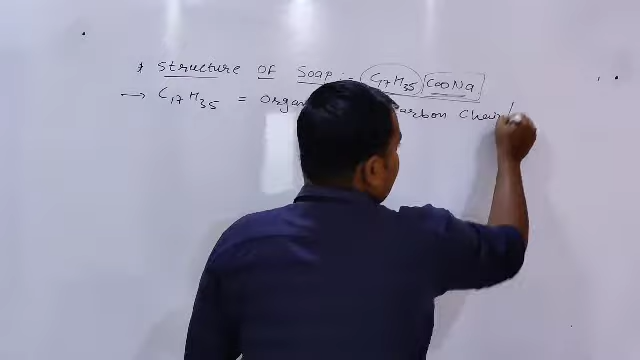 * Structure of Soap :- C17H35 COONa
→ C17H35 = Organ arbon Chain/